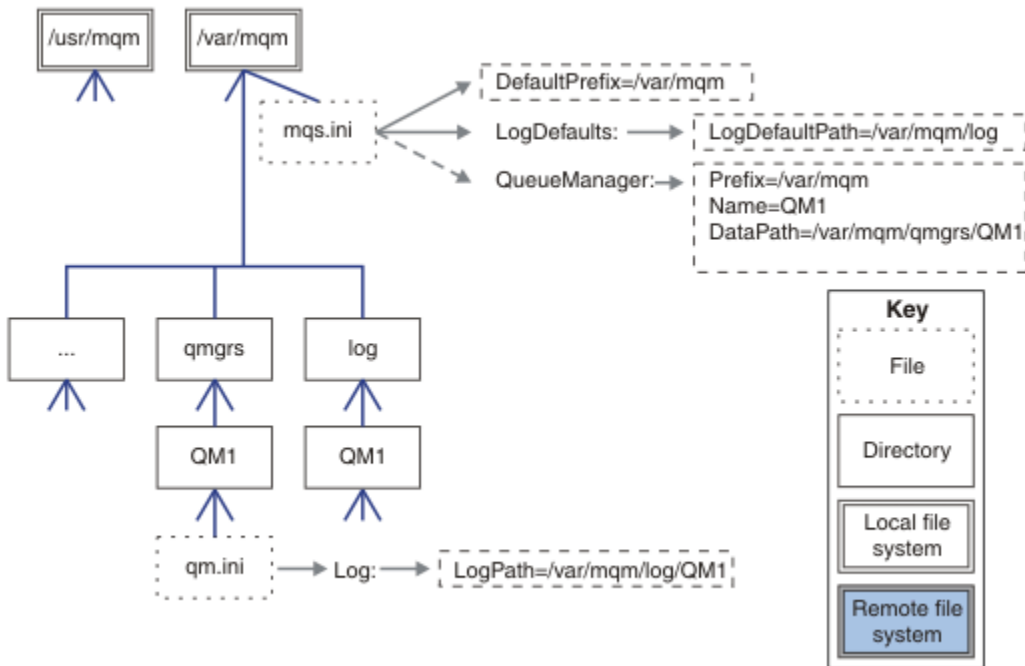 /usr/mqm
/var/mqm
DefaultPrefix=/var/mqm
mqs.ini
LogDefaults:
LogDefaultPath=/var/mqm/log
QueueManager:
Prefix=/var/mqm
Name=QM1
DataPath=/var/mqm/qmgrs/QM1
...
qmgrs
log
QM1
QM1
qm.ini
Log:
LogPath=/var/mqm/log/QM1
Key
File
Directory
Local file
system
Remote file
system